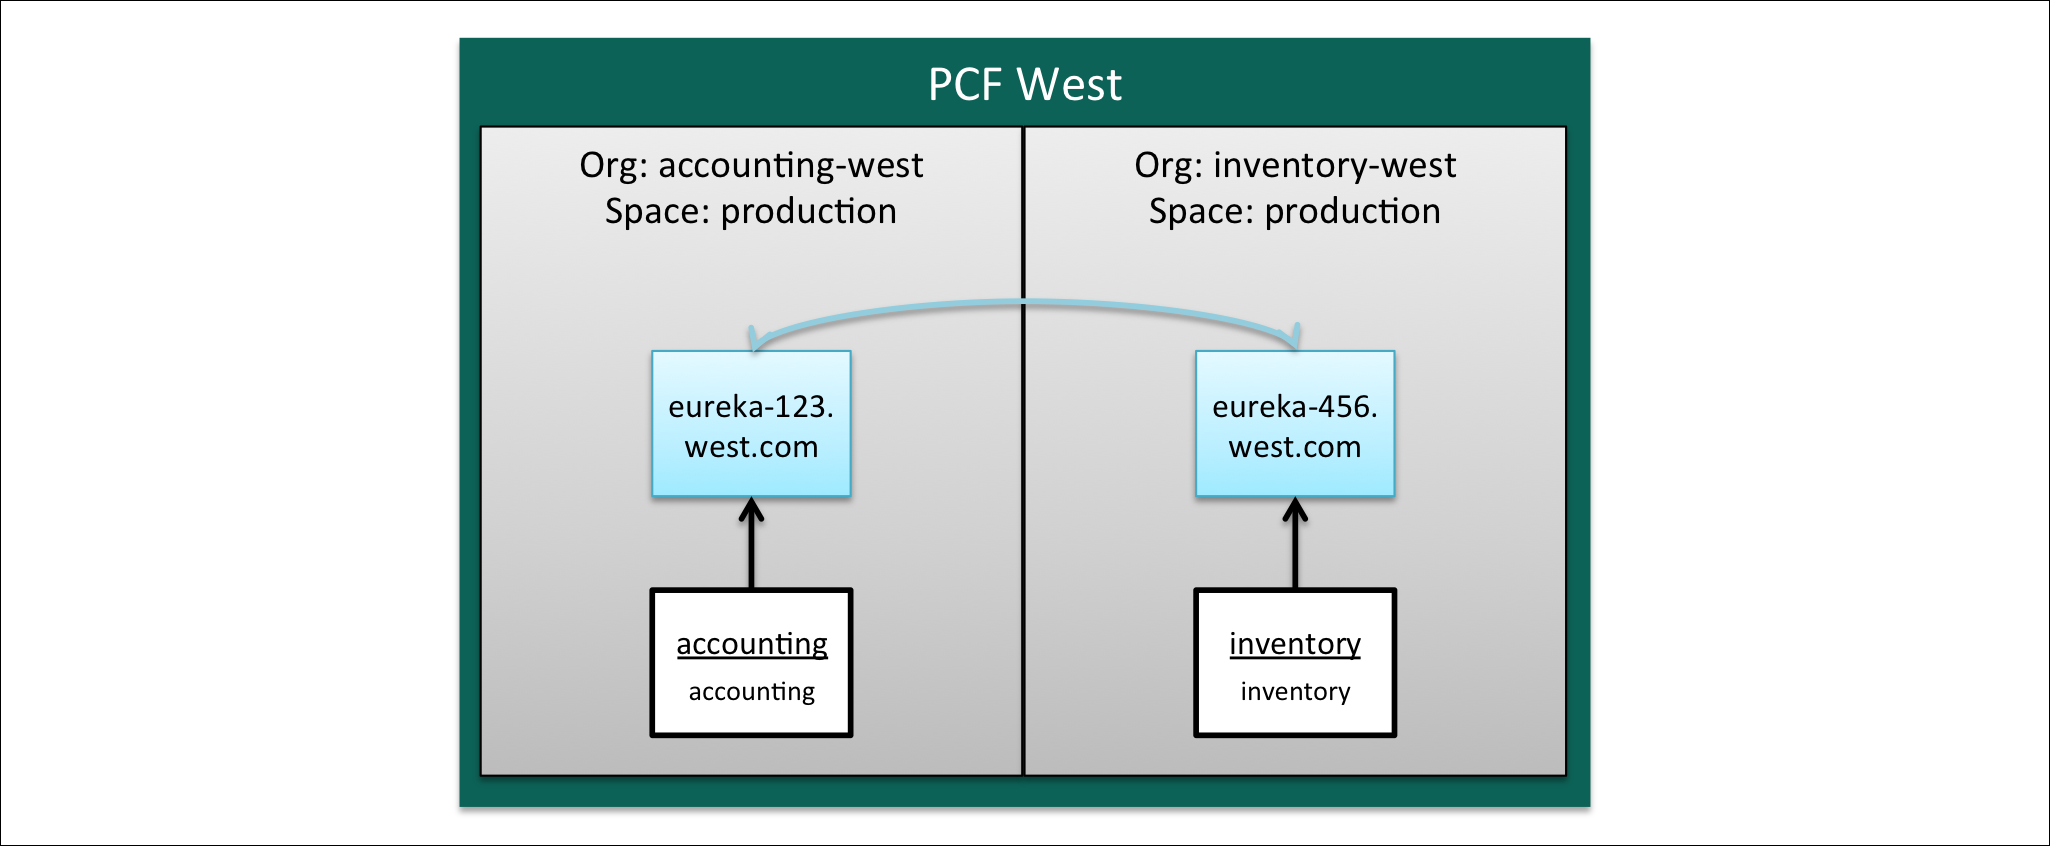 PCF West
Org: accounting-west
Space: production
Org: inventory-west
Space: production
eureka-123.
west.com
eureka-456.
west.com
accounting
accounting
inventory
inventory